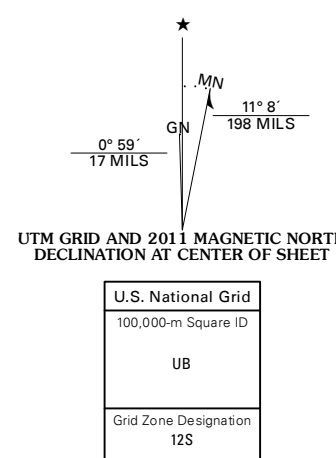 ★
MN
GN
11° 8´
198 MILS
0° 59´
17 MILS
UTM GRID AND 2011 MAGNETIC NORT
DECLINATION AT CENTER OF SHEET
U.S. National Grid
100,000-m Square ID
UB
Grid Zone Designation
12S